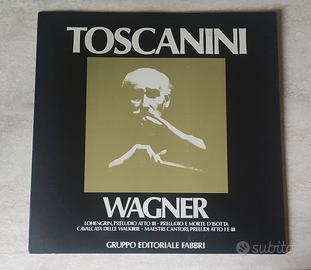 TOSCANINI
WAGNER
LOHENGRIN, PRELUDIO ATTO III - PRELUDIO E MORTE D'ISOTTA
CAVALCATA DELLE WALKIRIE - MAESTRI CANTORI, PRELUDI ATTO I E III
GRUPPO EDITORIALE FABBRI
subito